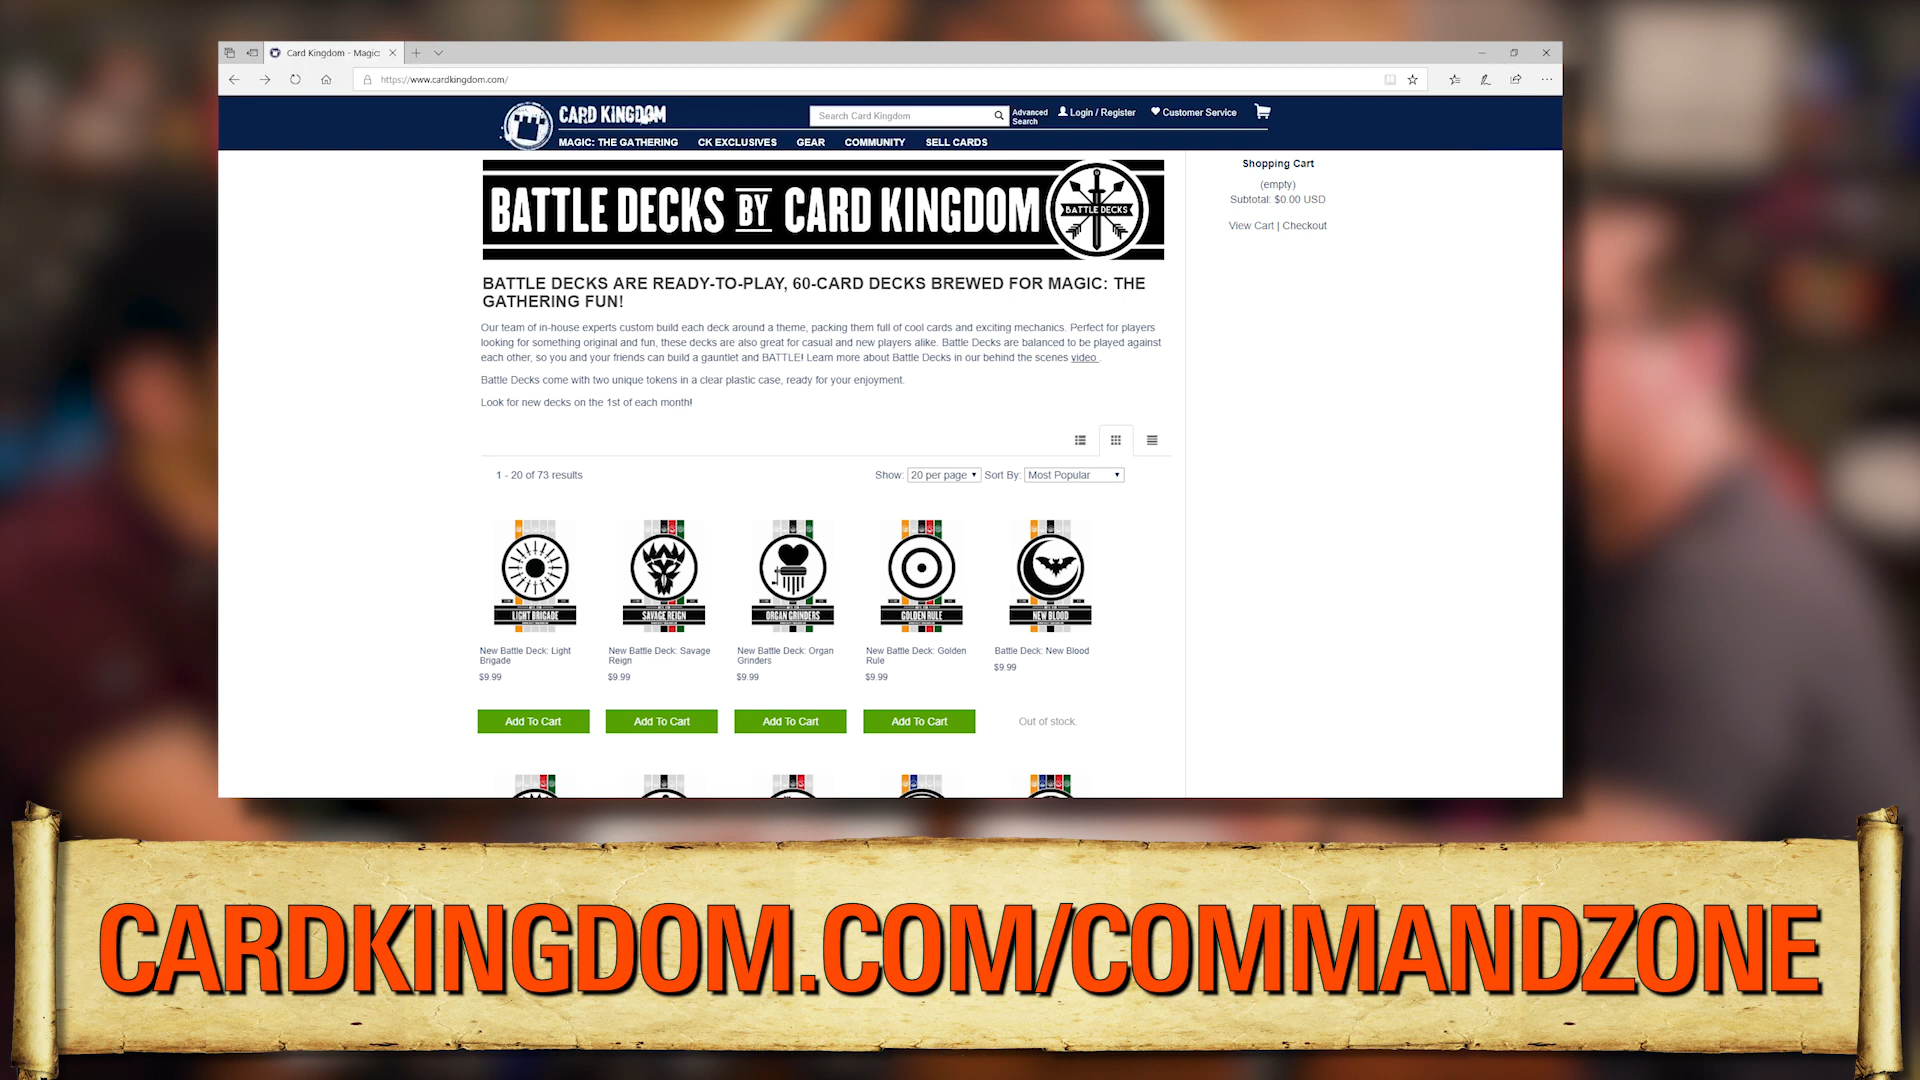 Card Kingdom - Magic:
https://www.cardkingdom.com/
CARD KINGDOM
Search Card Kingdom
Advanced Search
Login / Register
Customer Service
MAGIC: THE GATHERING
CK EXCLUSIVES
GEAR
COMMUNITY
SELL CARDS
BATTLE DECKS BY CARD KINGDOM
BATTLE DECKS
Shopping Cart
(empty)
Subtotal: $0.00 USD
View Cart | Checkout
BATTLE DECKS ARE READY-TO-PLAY, 60-CARD DECKS BREWED FOR MAGIC: THE
GATHERING FUN!
Our team of in-house experts custom build each deck around a theme, packing them full of cool cards and exciting mechanics. Perfect for players
looking for something original and fun, these decks are also great for casual and new players alike. Battle Decks are balanced to be played against
each other, so you and your friends can build a gauntlet and BATTLE! Learn more about Battle Decks in our behind the scenes video .
Battle Decks come with two unique tokens in a clear plastic case, ready for your enjoyment.
Look for new decks on the 1st of each month!
1 - 20 of 73 results
Show: 20 per page Sort By: Most Popular
LIGHT BRIGADE
SAVAGE REIGN
ORGAN GRINDERS
GOLDEN RULE
NEW BLOOD
New Battle Deck: Light
Brigade
$9.99
New Battle Deck: Savage
Reign
$9.99
New Battle Deck: Organ
Grinders
$9.99
New Battle Deck: Golden
Rule
$9.99
Battle Deck: New Blood
$9.99
Add To Cart
Add To Cart
Add To Cart
Add To Cart
Out of stock.
CARDKINGDOM.COM/COMMANDZONE